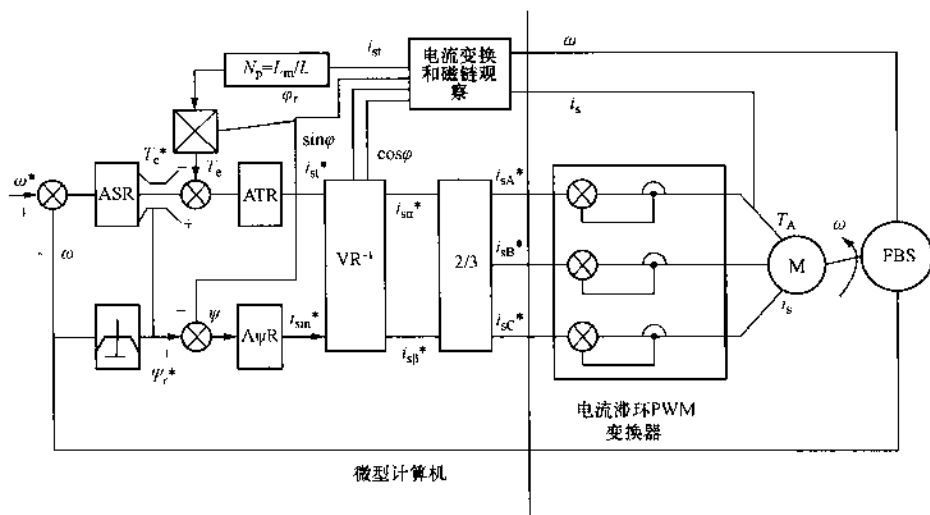 N_p=L_m/L
i_st
电流变换
和磁链观
察
ω
i_s
φ_r
sinφ
cosφ
T_e*
T_e
i_st*
ω*
+
ASR
ATR
VR⁻¹
2/3
i_sα*
i_sA*
i_sB*
i_sC*
T_A
M
ω
FBS
i_s
ω
ψ
AψR
i_sm*
i_sβ*
+
ψ_r*
电流滞环PWM
变换器
微型计算机